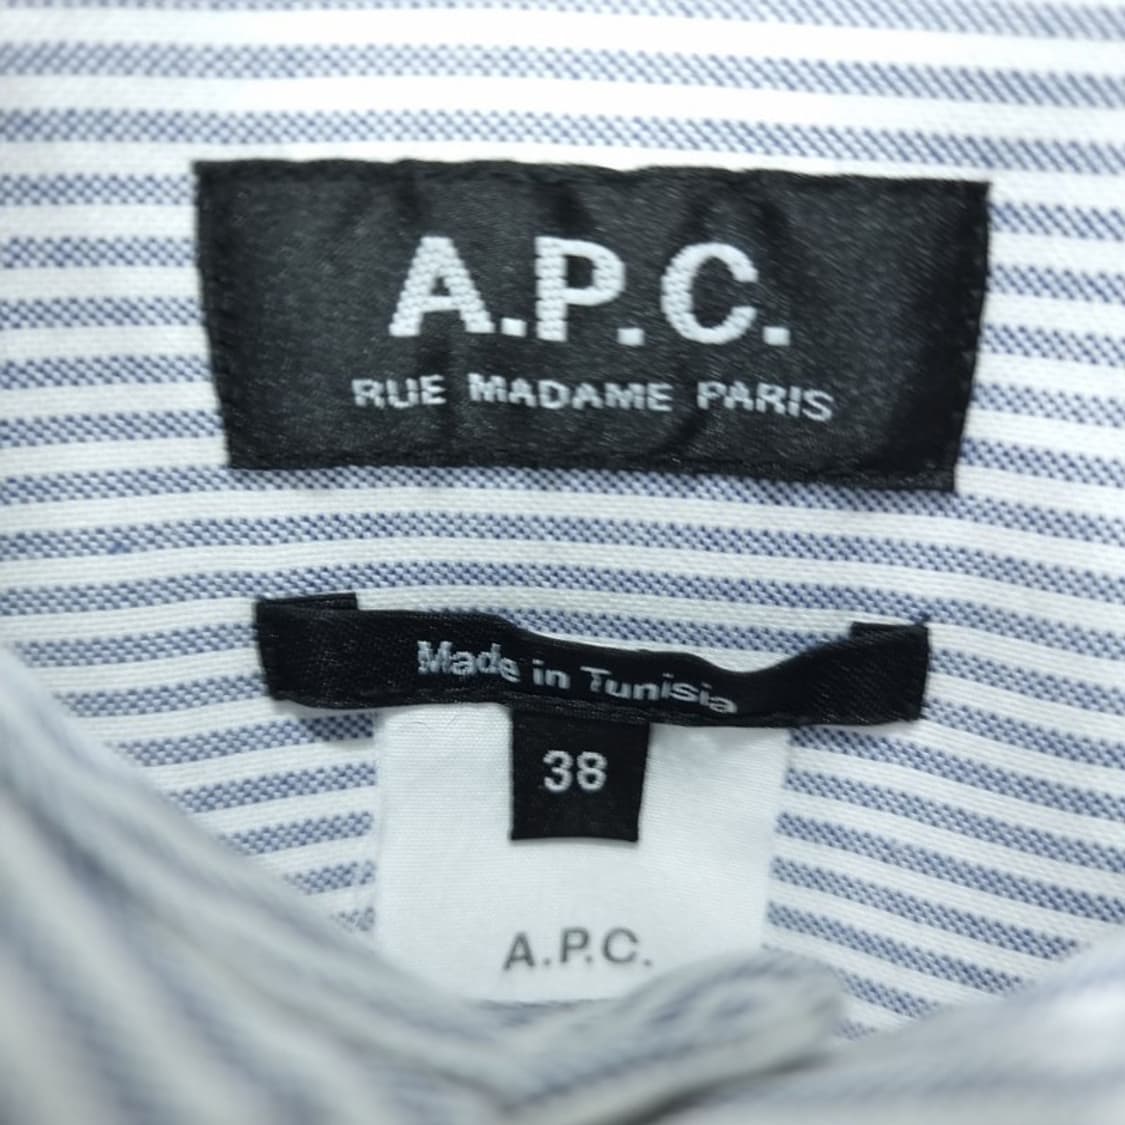 A.P.C.
RUE MADAME PARIS
Made in Tunisia
38
A.P.C.